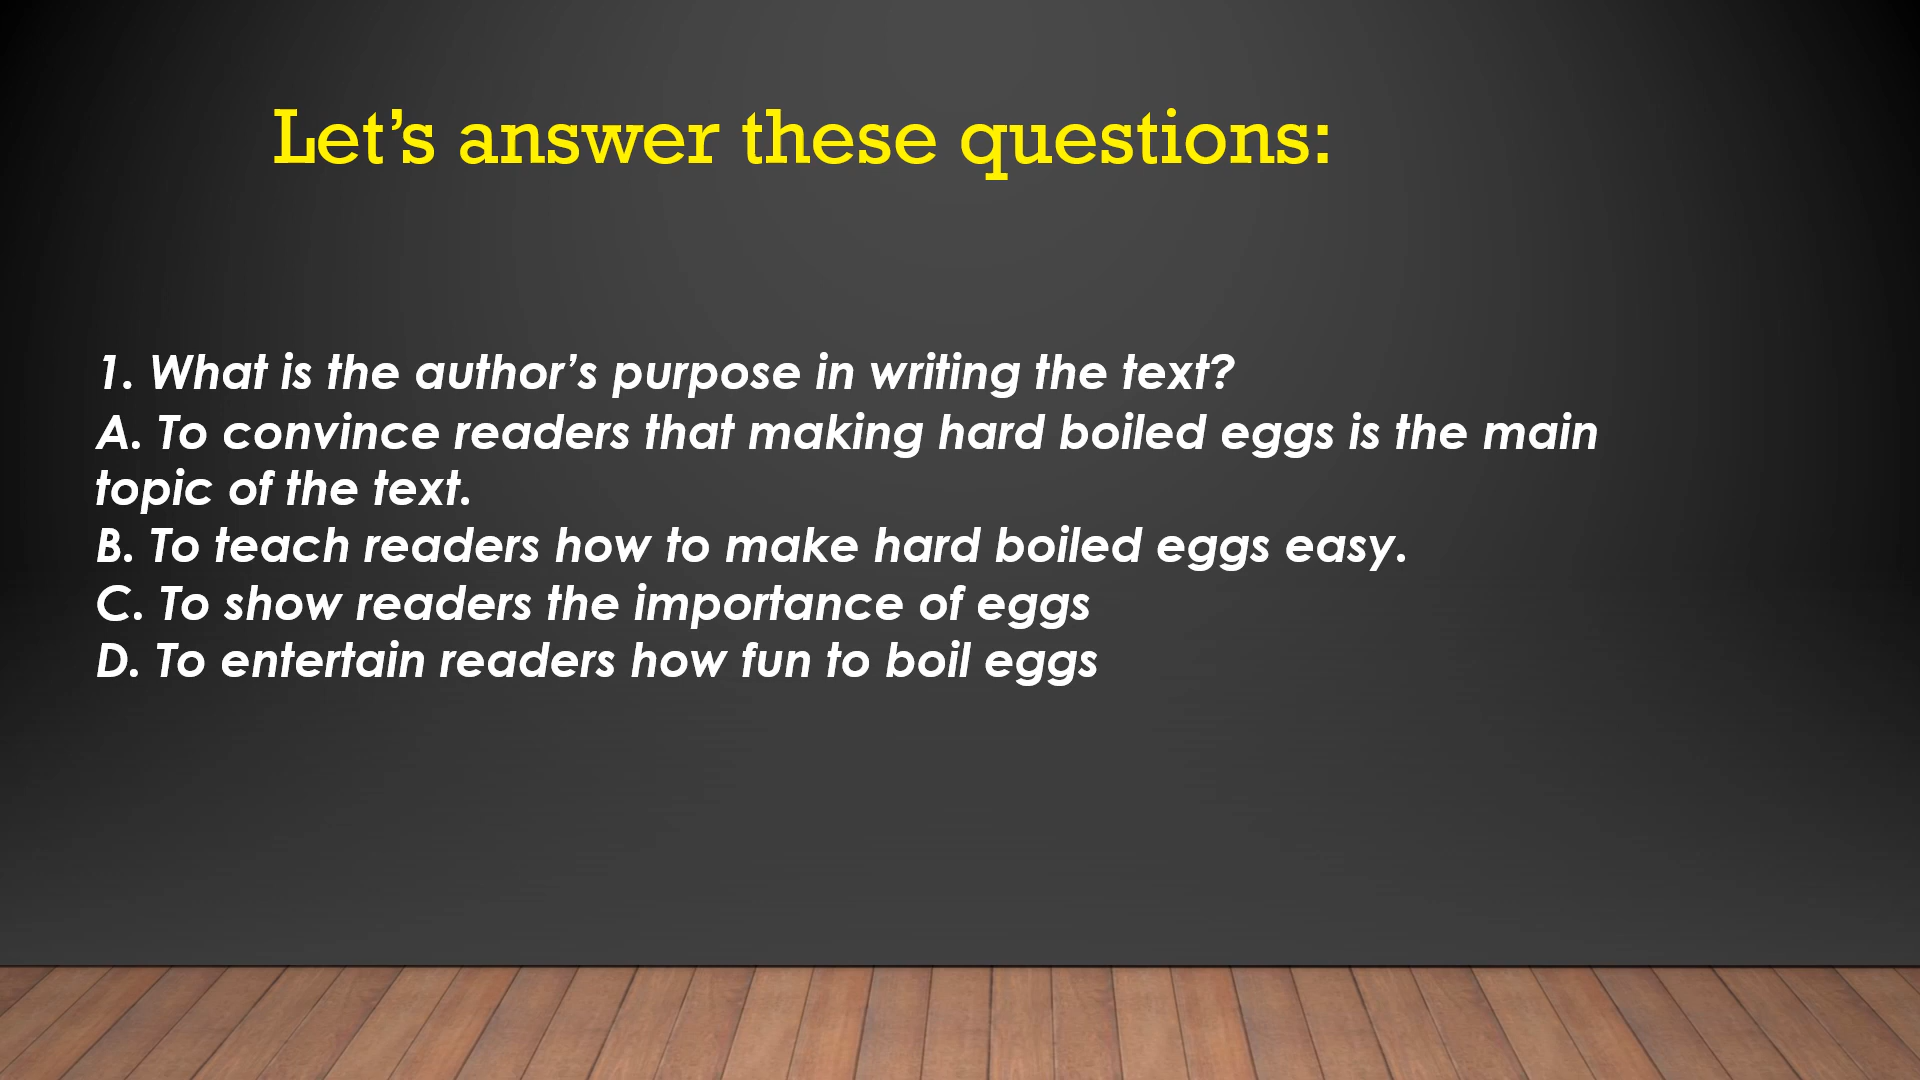 Let’s answer these questions:
1. What is the author’s purpose in writing the text?
A. To convince readers that making hard boiled eggs is the main
topic of the text.
B. To teach readers how to make hard boiled eggs easy.
C. To show readers the importance of eggs
D. To entertain readers how fun to boil eggs